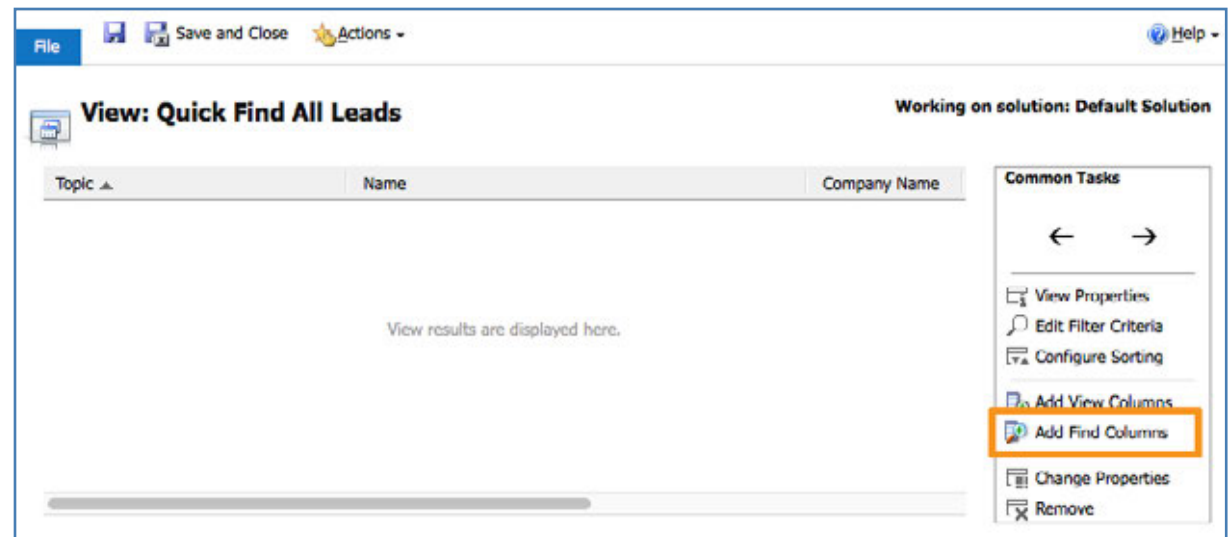 File Save and Close Actions Help
View: Quick Find All Leads
Working on solution: Default Solution
Topic Name Company Name
Common Tasks
View Properties
View results are displayed here.
Edit Filter Criteria
Configure Sorting
Add View Columns
Add Find Columns
Change Properties
Remove